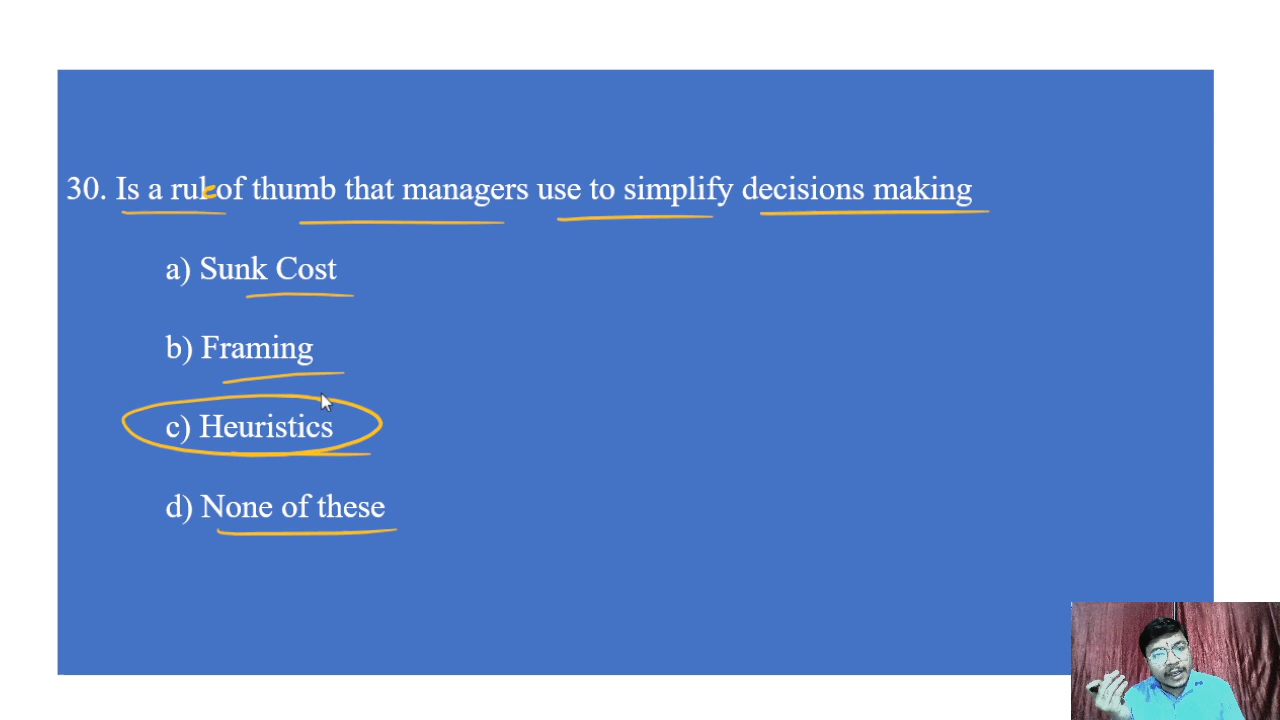 30. Is a rule of thumb that managers use to simplify decisions making
a) Sunk Cost
b) Framing
c) Heuristics
d) None of these